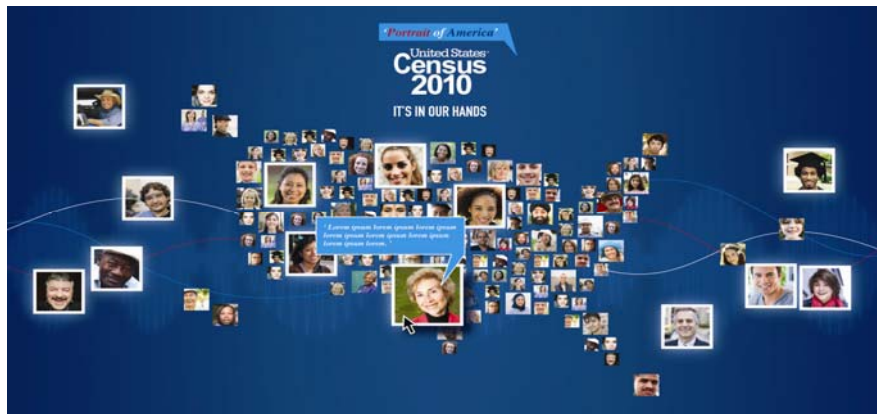 'Portrait of America'
United States™
Census
2010
IT'S IN OUR HANDS
' Lorem ipsum lorem ipsum lorem ipsum
lorem ipsum lorem ipsum lorem ipsum
lorem ipsum lorem. '